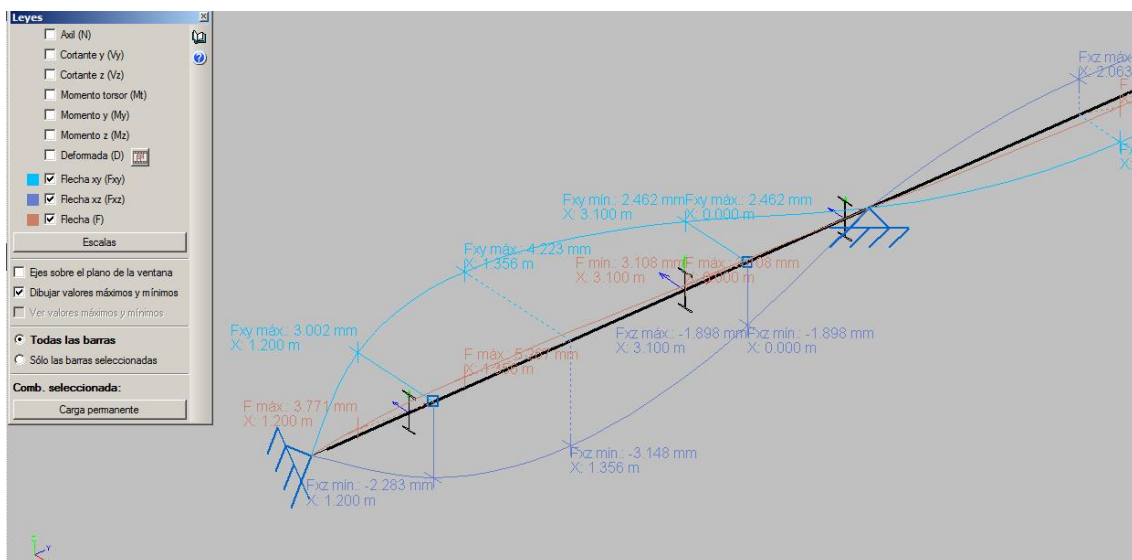 Leyes
Axil (N)
Cortante y (Vy)
Cortante z (Vz)
Momento torsor (Mt)
Momento y (My)
Momento z (Mz)
Deformada (D)
Flecha xy (Fxy)
Flecha xz (Fxz)
Flecha (F)
Escalas
Ejes sobre el plano de la ventana
Dibujar valores máximos y mínimos
Ver valores máximos y mínimos
Todas las barras
Sólo las barras seleccionadas
Comb. seleccionada:
Carga permanente
Fxz máx
X: 2.063
Fxy mín.: 2.462 mm
X: 3.100 m
Fxy máx.: 2.462 mm
X: 0.000 m
Fxy máx.: 4.223 mm
X: 1.356 m
F mín.: 3.108 mm
X: 3.100 m
Fxz máx.: -1.898 mm
X: 3.100 m
Fxz mín.: -1.898 mm
X: 0.000 m
Fxy máx.: 3.002 mm
X: 1.200 m
X: 1.356 m
F máx.: 3.771 mm
X: 1.200 m
Fxz mín.: -3.148 mm
X: 1.356 m
Fxz mín.: -2.283 mm
X: 1.200 m